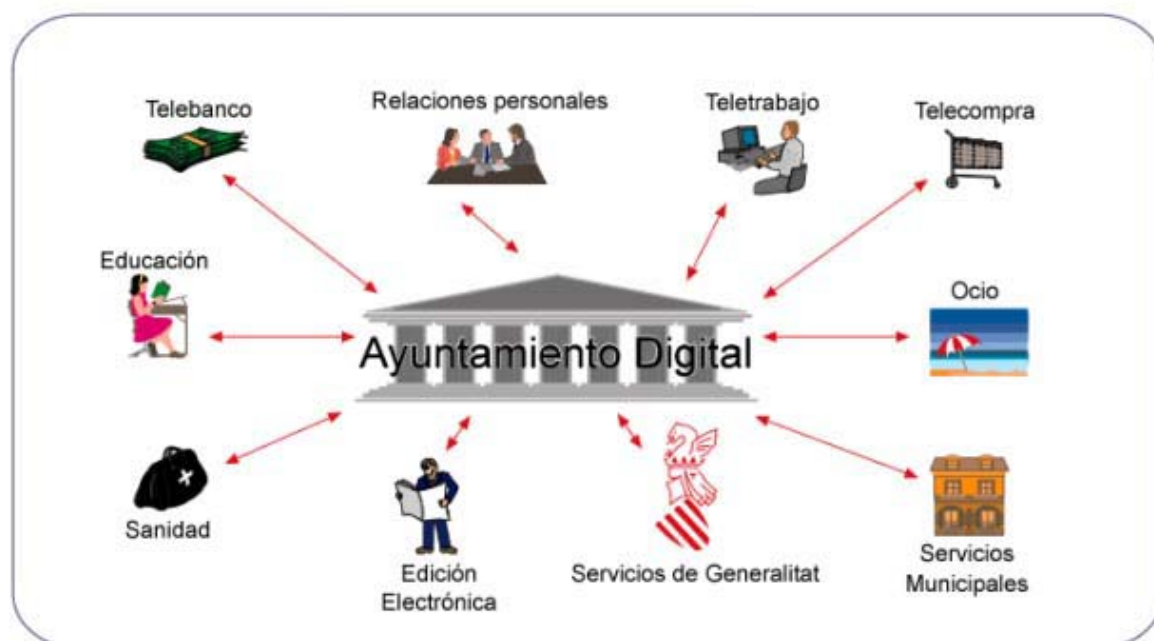 Telebanco
Relaciones personales
Teletrabajo
Telecompra
Educación
Ocio
Ayuntamiento Digital
Sanidad
Edición
Electrónica
Servicios de Generalitat
Servicios
Municipales